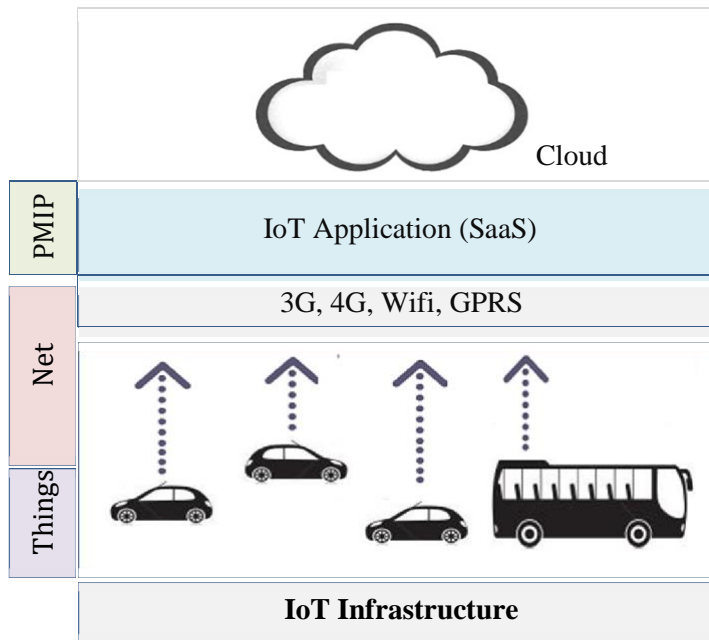 Cloud
PMIP
IoT Application (SaaS)
Net
3G, 4G, Wifi, GPRS
Things
IoT Infrastructure